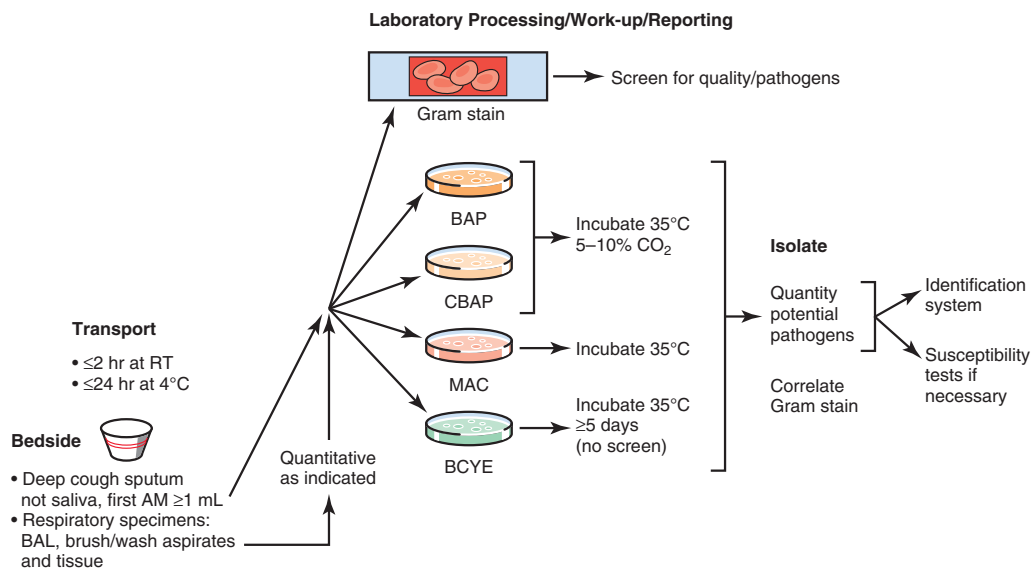 Laboratory Processing/Work-up/Reporting
Gram stain
Screen for quality/pathogens
BAP
CBAP
Incubate 35°C
5–10% CO₂
MAC
Incubate 35°C
BCYE
Incubate 35°C
≥5 days
(no screen)
Transport
• ≤2 hr at RT
• ≤24 hr at 4°C
Bedside
• Deep cough sputum
not saliva, first AM ≥1 mL
• Respiratory specimens:
BAL, brush/wash aspirates
and tissue
Quantitative
as indicated
Isolate
Quantity
potential
pathogens
Correlate
Gram stain
Identification
system
Susceptibility
tests if
necessary